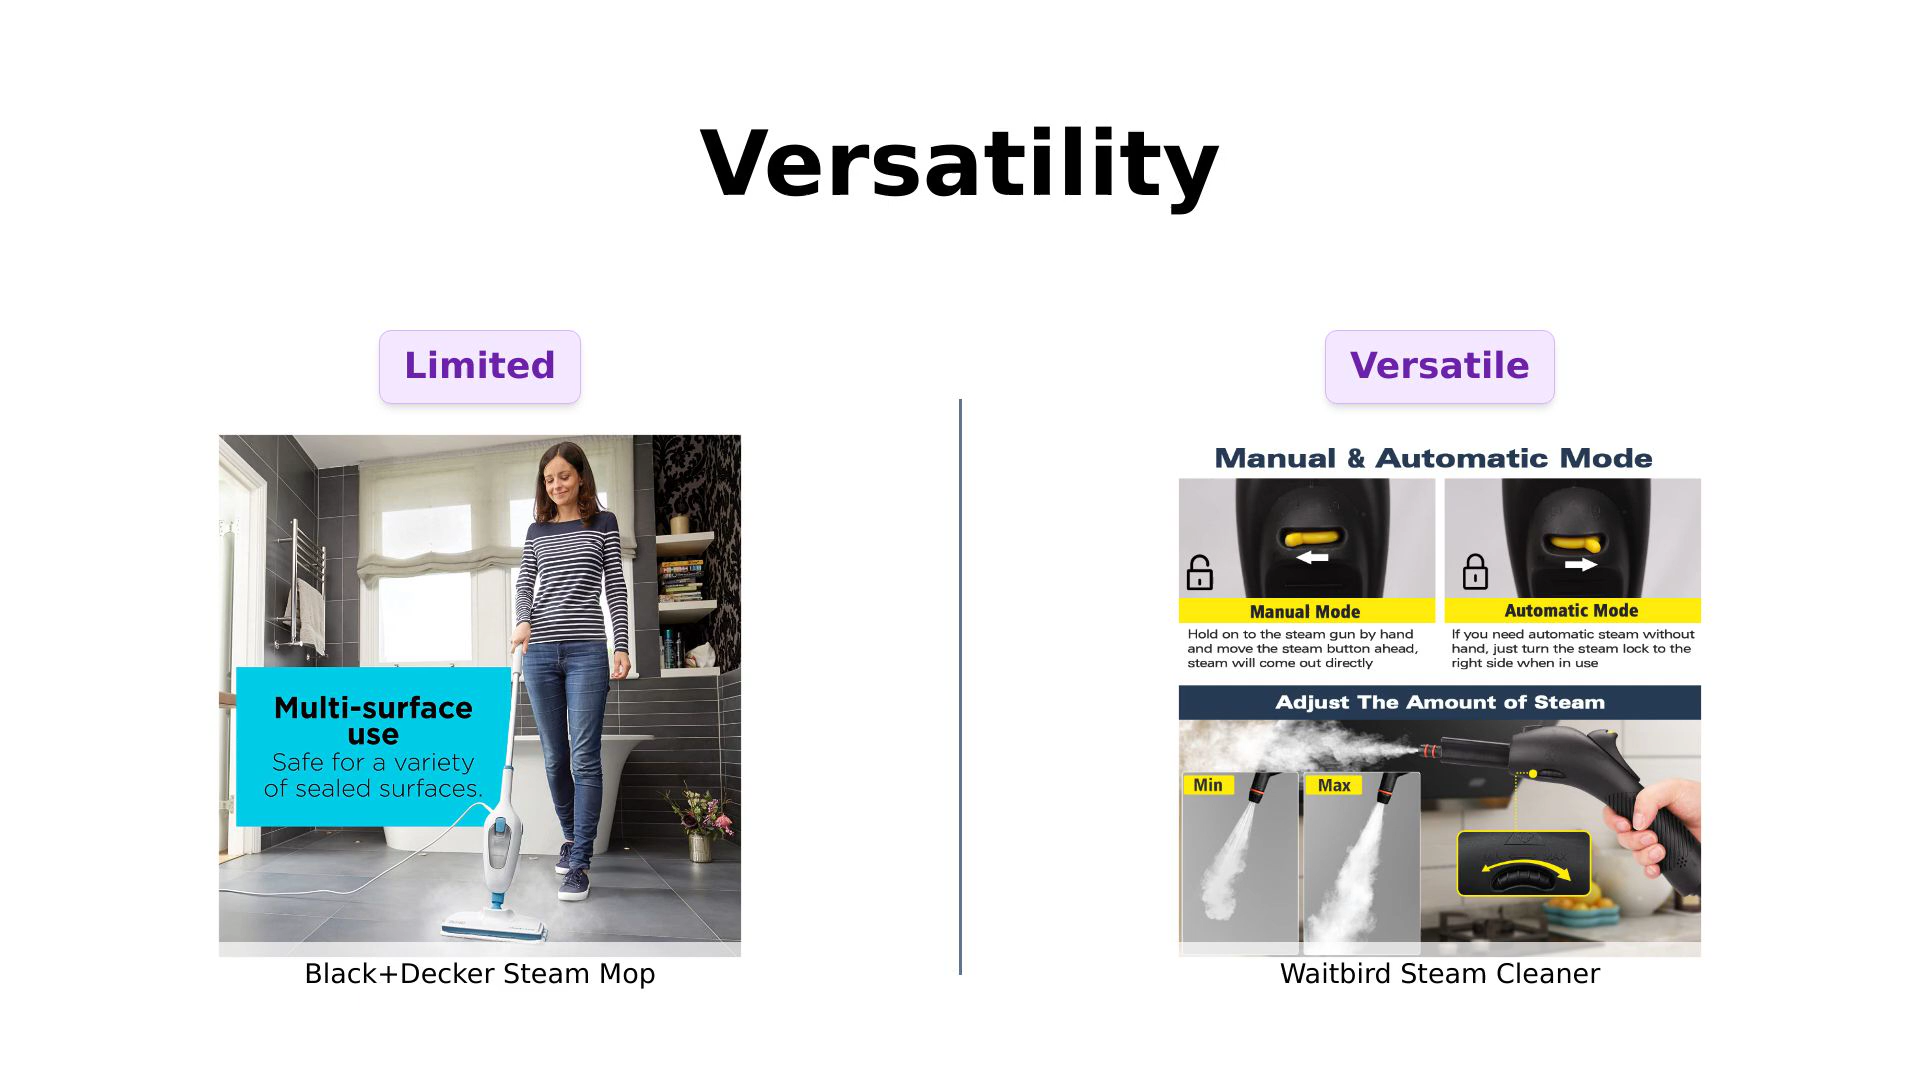 Versatility
Limited
Multi-surface
use
Safe for a variety
of sealed surfaces.
Black+Decker Steam Mop
Versatile
Manual & Automatic Mode
Manual Mode
Hold on to the steam gun by hand
and move the steam button ahead,
steam will come out directly
Automatic Mode
If you need automatic steam without
hand, just turn the steam lock to the
right side when in use
Adjust The Amount of Steam
Min
Max
Waitbird Steam Cleaner